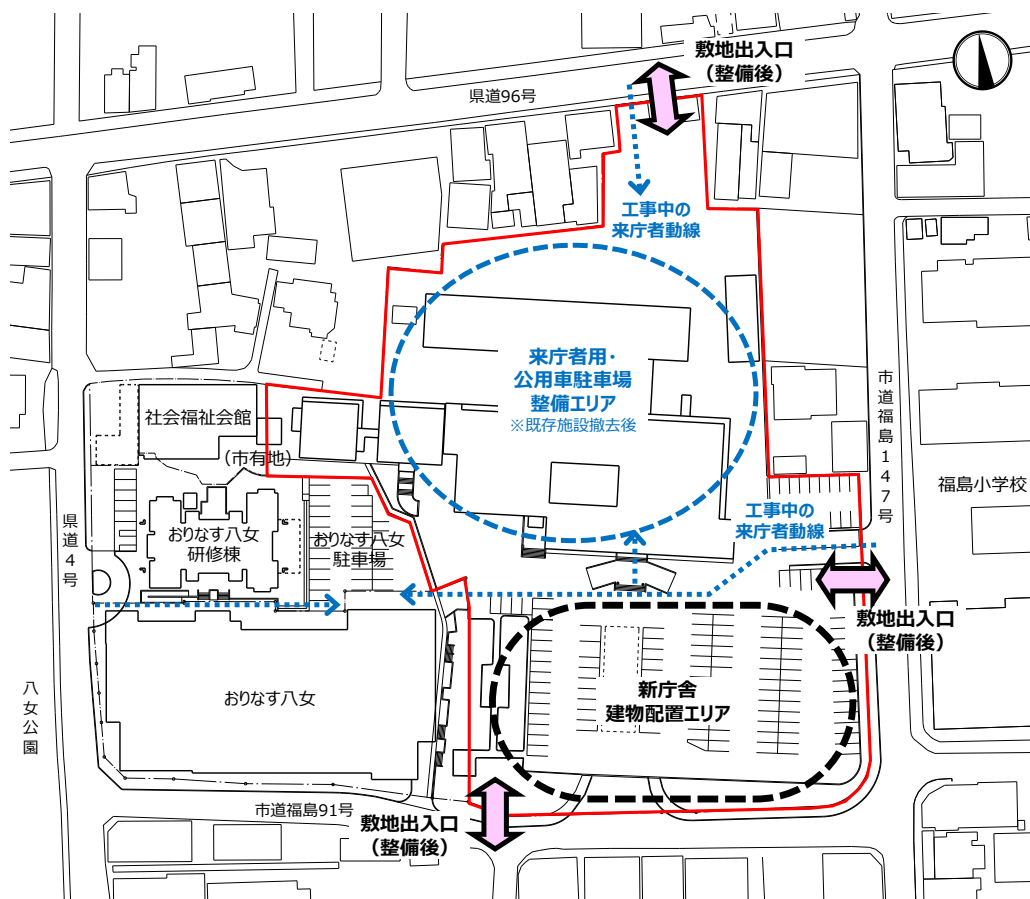 敷地出入口
（整備後）
県道96号
工事中の
来庁者動線
来庁者用・
公用車駐車場
整備エリア
※既存施設撤去後
市道福島147号
社会福祉会館
（市有地）
福島小学校
工事中の
来庁者動線
県道4号
おりなす八女
研修棟
おりなす八女
駐車場
敷地出入口
（整備後）
新庁舎
建物配置エリア
八女公園
おりなす八女
市道福島91号
敷地出入口
（整備後）